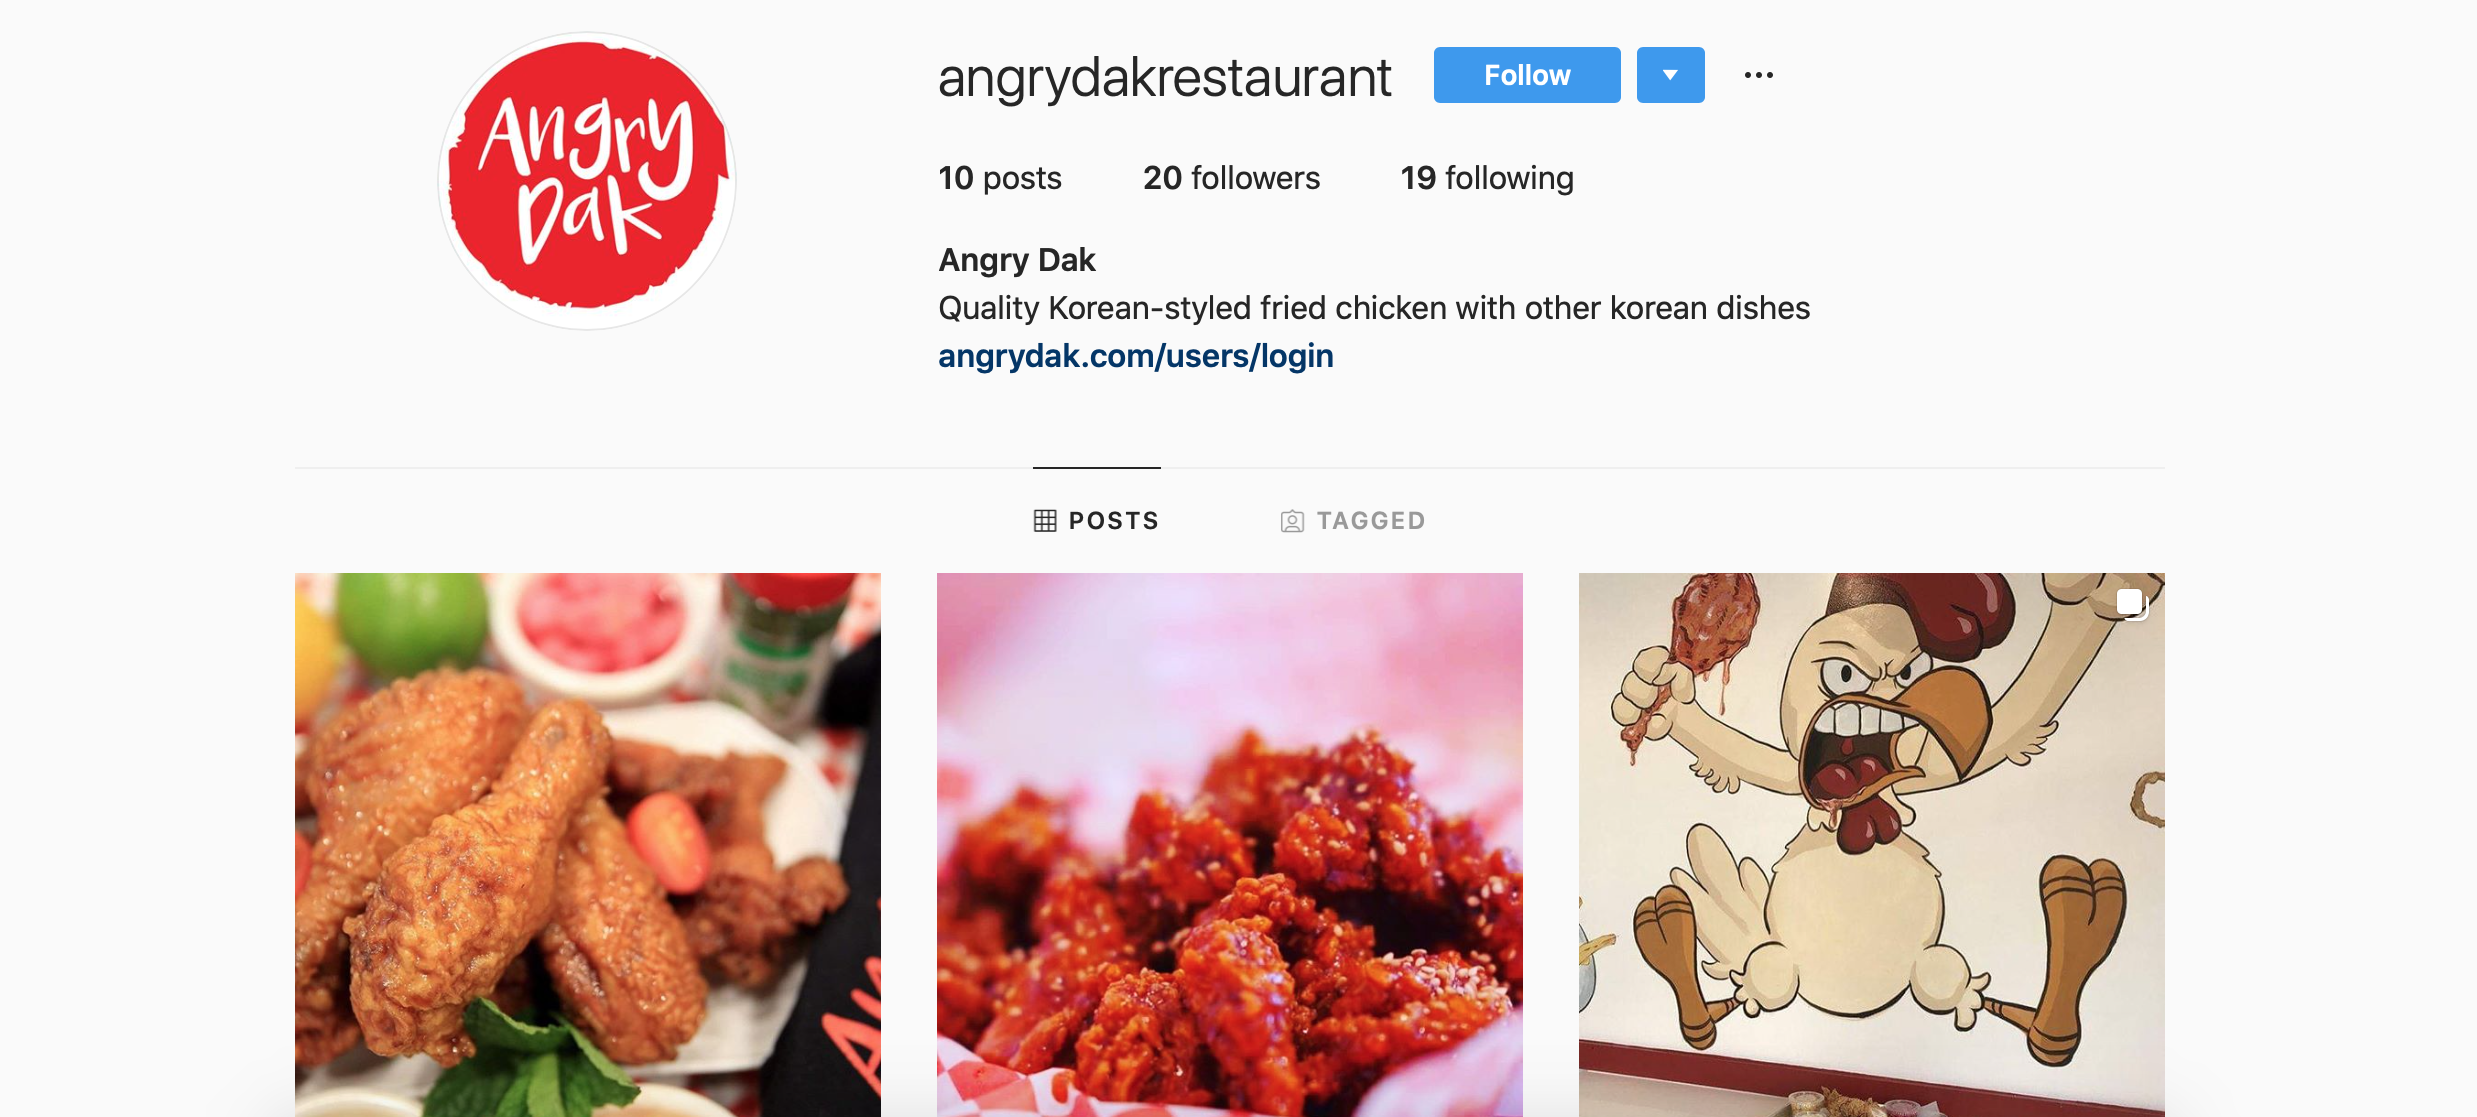 Angry
Dak
angrydakrestaurant
Follow
10 posts 20 followers 19 following
Angry Dak
Quality Korean-styled fried chicken with other korean dishes
angrydak.com/users/login
POSTS TAGGED